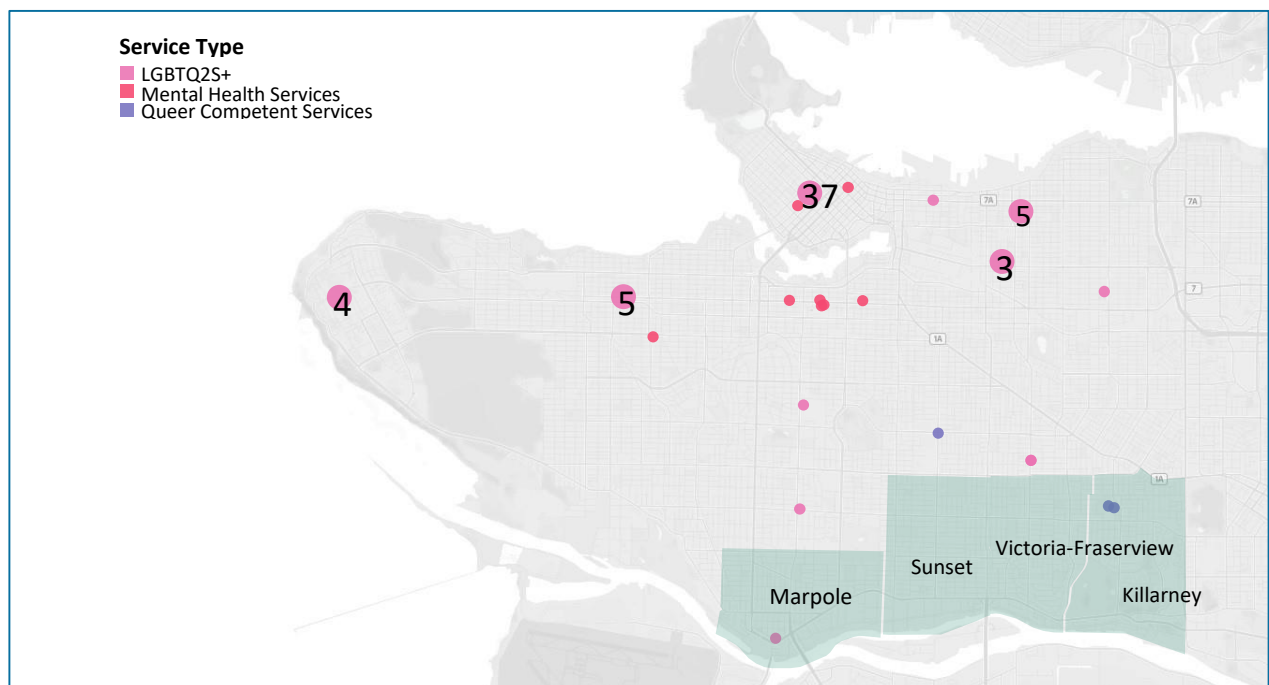 Service Type
LGBTQ2S+
Mental Health Services
Queer Competent Services
37
7A
5
7A
3
4
5
7
1A
1A
Victoria-Fraserview
Sunset
Marpole
Killarney